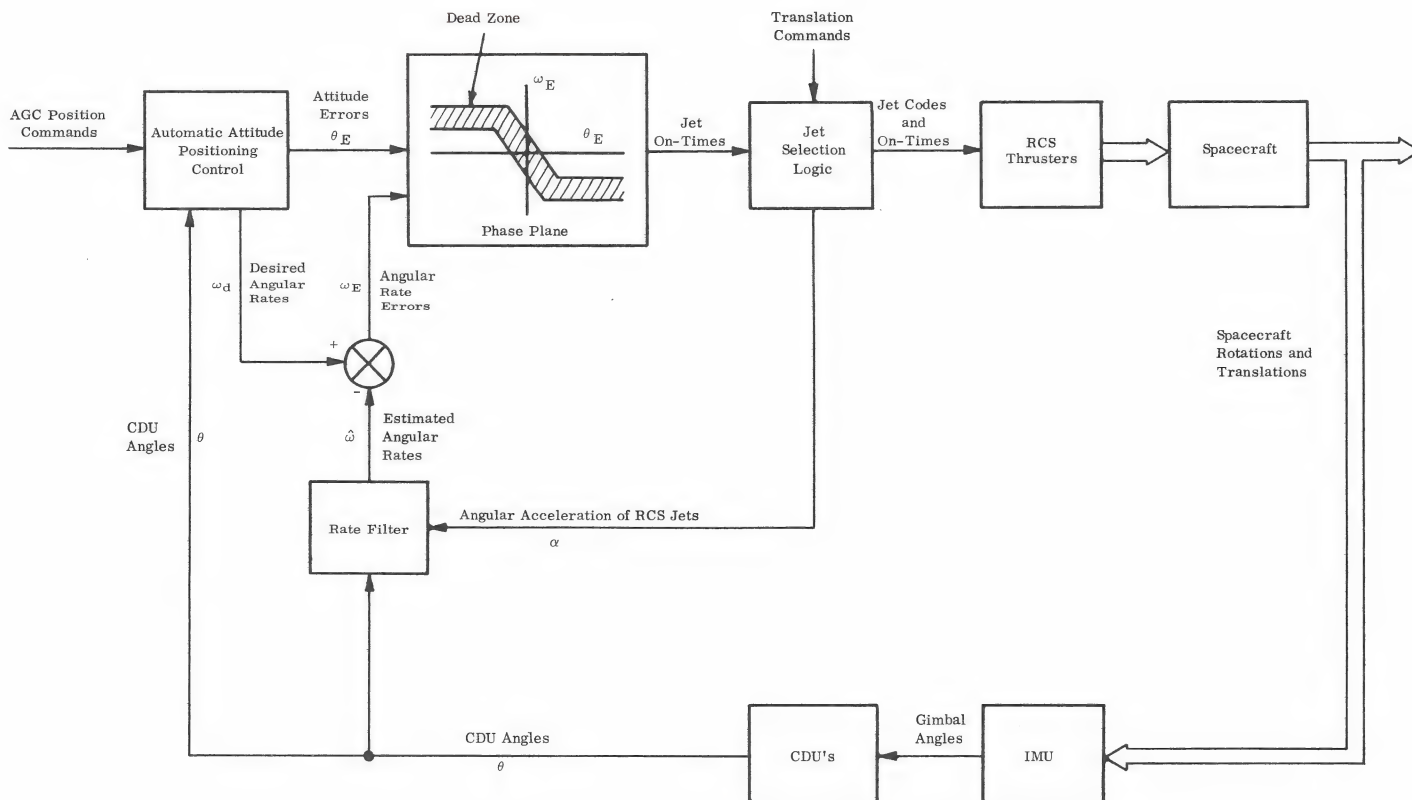 Dead Zone
Translation
Commands
AGC Position
Commands
Automatic Attitude
Positioning
Control
Attitude
Errors
θE
ωE
θE
Phase Plane
Jet
On-Times
Jet
Selection
Logic
Jet Codes
and
On-Times
RCS
Thrusters
Spacecraft
ωd
Desired
Angular
Rates
ωE
Angular
Rate
Errors
+
-
Spacecraft
Rotations and
Translations
CDU
Angles
θ
ω̂
Estimated
Angular
Rates
Rate Filter
Angular Acceleration of RCS Jets
α
CDU Angles
θ
CDU's
Gimbal
Angles
IMU